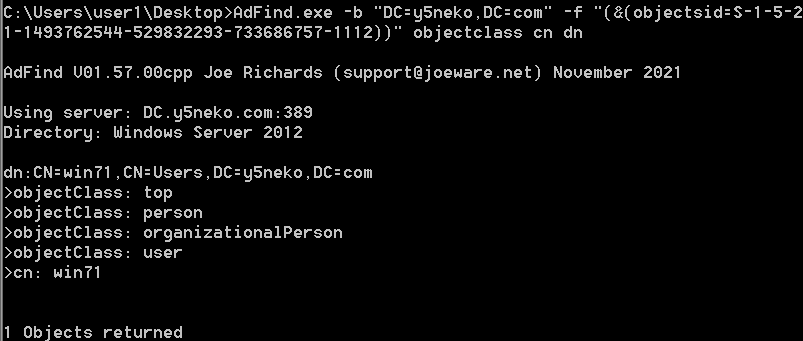 C:\Users\user1\Desktop>AdFind.exe -b "DC=y5neko,DC=com" -f "(&(objectsid=S-1-5-2
1-1493762544-529832293-733686757-1112))" objectclass cn dn
AdFind V01.57.00cpp Joe Richards (support@joeware.net) November 2021
Using server: DC.y5neko.com:389
Directory: Windows Server 2012
dn:CN=win71,CN=Users,DC=y5neko,DC=com
>objectClass: top
>objectClass: person
>objectClass: organizationalPerson
>objectClass: user
>cn: win71
1 Objects returned